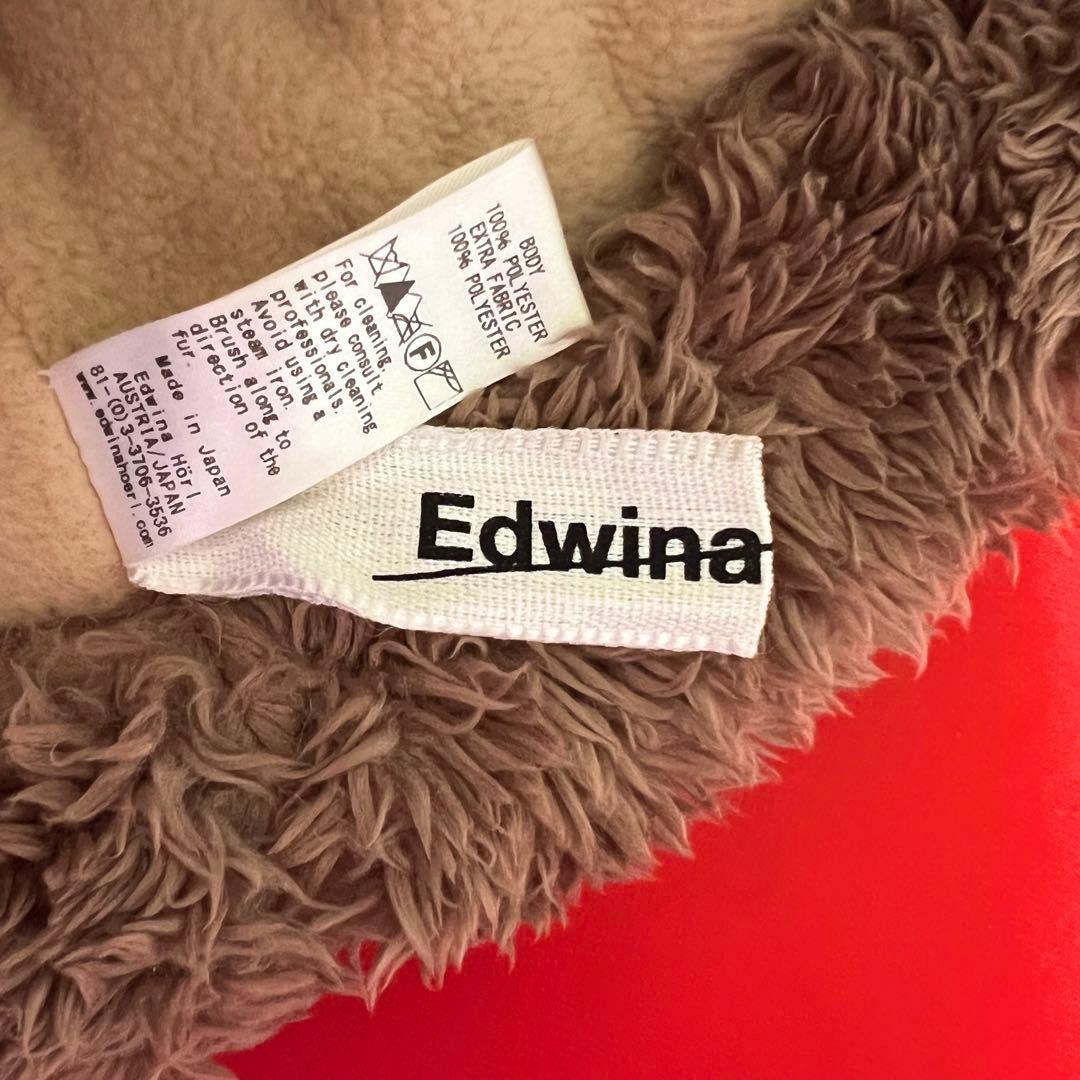 BODY
100% POLYESTER
EXTRA FABRIC
100% POLYESTER
F
For cleaning,
please consult
with dry cleaning
professionals.
Avoid using a
steam iron.
Brush along to
direction of the
fur.
Made in Japan
Edwina Hörl
AUSTRIA/JAPAN
81-(0)3-3706-3536
www.edwinahoerl.com
Edwina